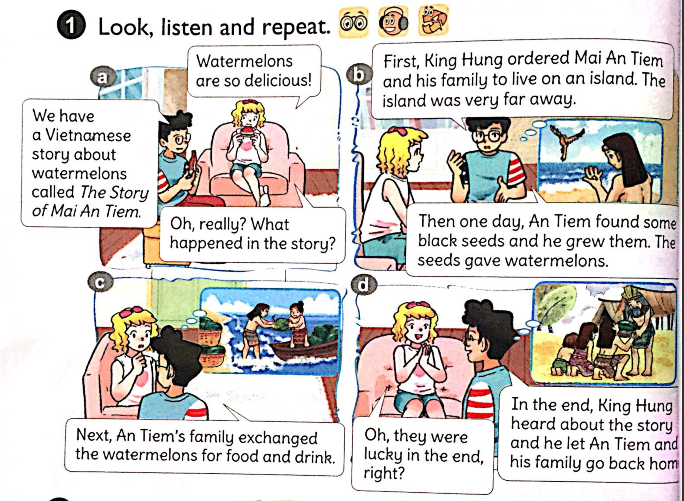 1 Look, listen and repeat.
a
Watermelons
are so delicious!
We have
a Vietnamese
story about
watermelons
called The Story
of Mai An Tiem.
Oh, really? What
happened in the story?
b
First, King Hung ordered Mai An Tiem
and his family to live on an island. The
island was very far away.
Then one day, An Tiem found some
black seeds and he grew them. The
seeds gave watermelons.
c
Next, An Tiem's family exchanged
the watermelons for food and drink.
d
Oh, they were
lucky in the end,
right?
In the end, King Hung
heard about the story
and he let An Tiem and
his family go back hom